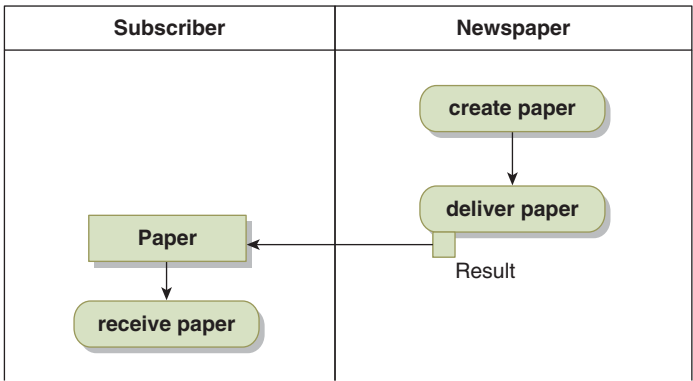 Subscriber
Newspaper
create paper
deliver paper
Result
Paper
receive paper